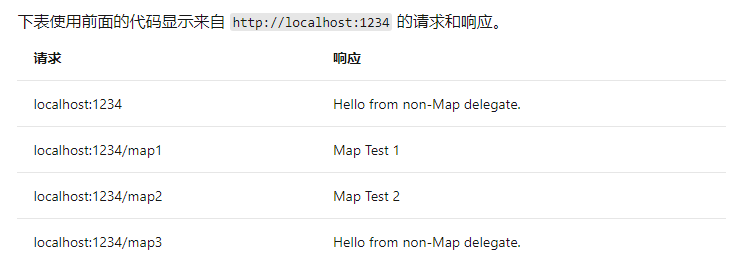 下表使用前面的代码显示来自 http://localhost:1234 的请求和响应。
请求 响应
localhost:1234 Hello from non-Map delegate.
localhost:1234/map1 Map Test 1
localhost:1234/map2 Map Test 2
localhost:1234/map3 Hello from non-Map delegate.